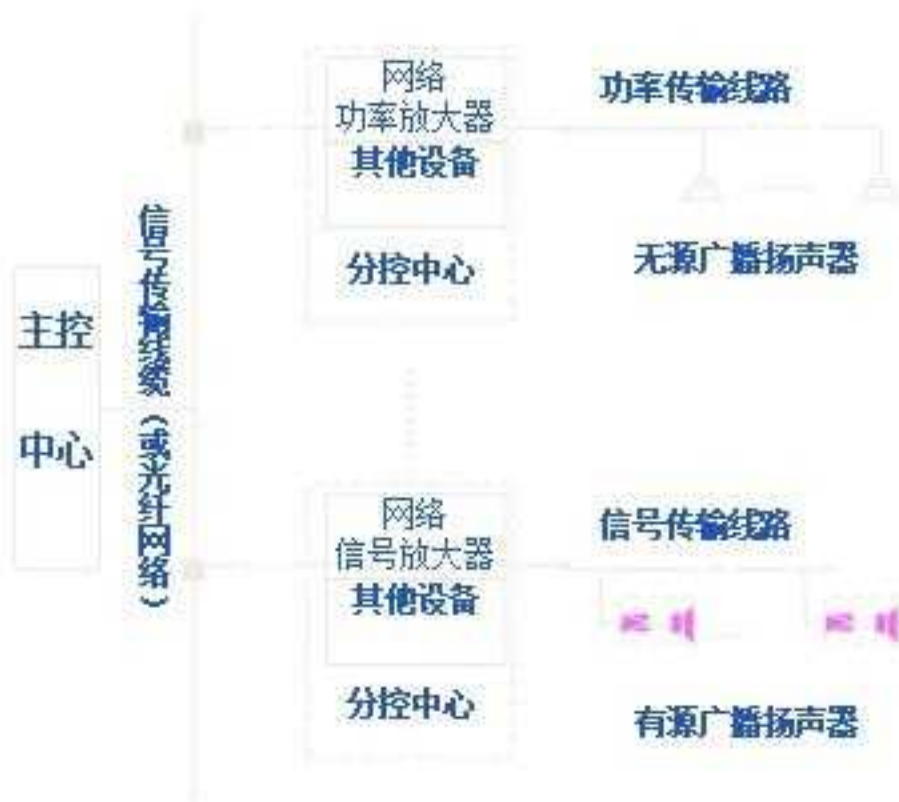 主控
中心
信号传输线缆（或光纤网络）
网络
功率放大器
其他设备
分控中心
功率传输线路
无源广播扬声器
网络
信号放大器
其他设备
分控中心
信号传输线路
有源广播扬声器